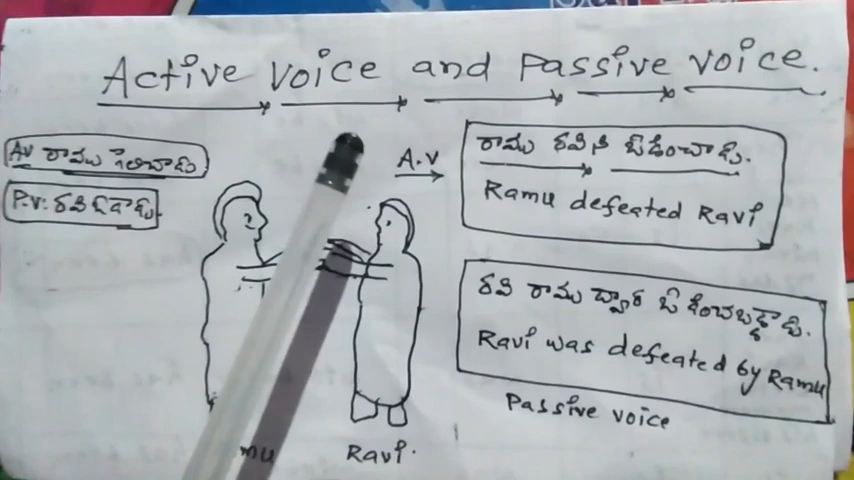 Active voice and Passive voice.
A.V రాము గెలిచాడు
P.V: రవి ఓడాడు
A.V
రాము రవిని ఓడించాడు.
Ramu defeated Ravi
రవి రాము ద్వారా ఓడించబడ్డాడు.
Ravi was defeated by Ramu
Passive voice
mu
Ravi.